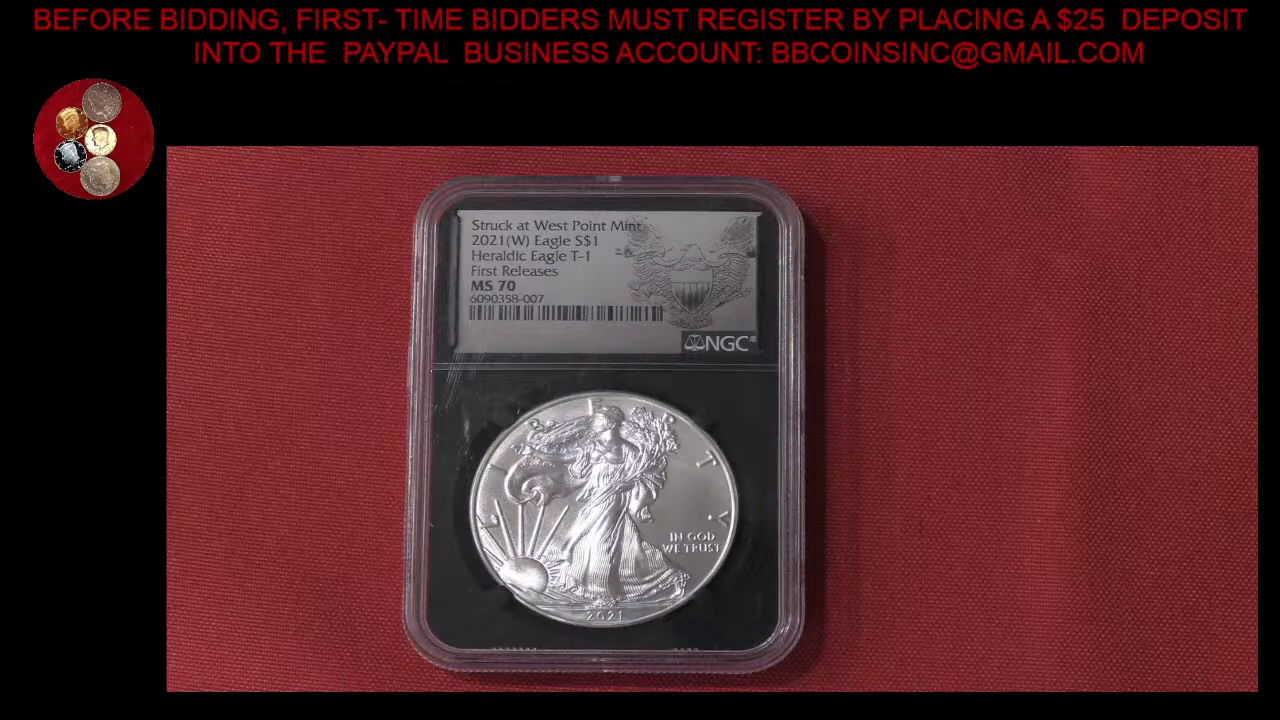 BEFORE BIDDING, FIRST- TIME BIDDERS MUST REGISTER BY PLACING A $25 DEPOSIT
INTO THE PAYPAL BUSINESS ACCOUNT: BBCOINSINC@GMAIL.COM
Struck at West Point Mint
2021(W) Eagle S$1
Heraldic Eagle T-1
First Releases
MS 70
6090358-007
NGC
LIBERTY
IN GOD
WE TRUST
2021